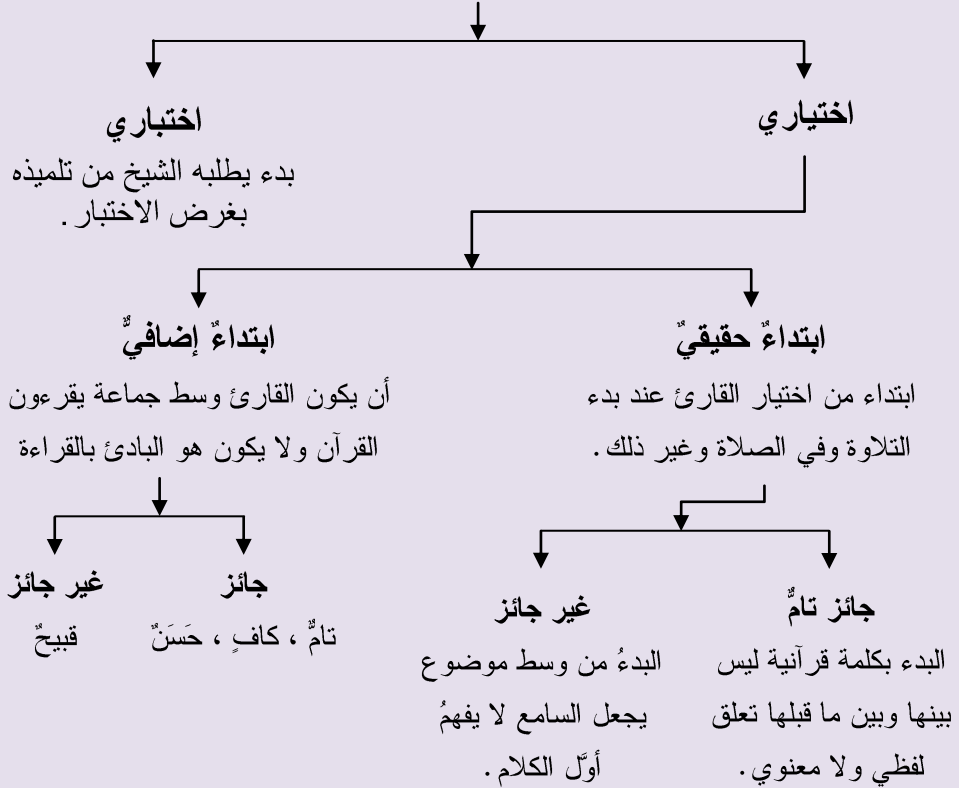 اختياري
اختباري
بدء يطلبه الشيخ من تلميذه
بغرض الاختبار .
ابتداءٌ حقيقيٌ
ابتداء من اختيار القارئ عند بدء
التلاوة وفي الصلاة وغير ذلك .
ابتداءٌ إضافيٌّ
أن يكون القارئ وسط جماعة يقرءون
القرآن ولا يكون هو البادئ بالقراءة
جائز تامٌّ
البدء بكلمة قرآنية ليس
بينها وبين ما قبلها تعلق
لفظي ولا معنوي .
غير جائز
البدءُ من وسط موضوع
يجعل السامع لا يفهمُ
أوَّل الكلام .
جائز
تامٌّ ، كافٍ ، حَسَنٌ
غير جائز
قبيحٌ